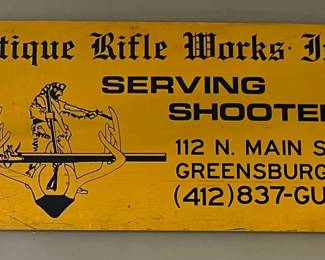 tique Rifle Works· In
SERVING
SHOOTE
112 N. MAIN S
GREENSBURG
(412) 837-GU